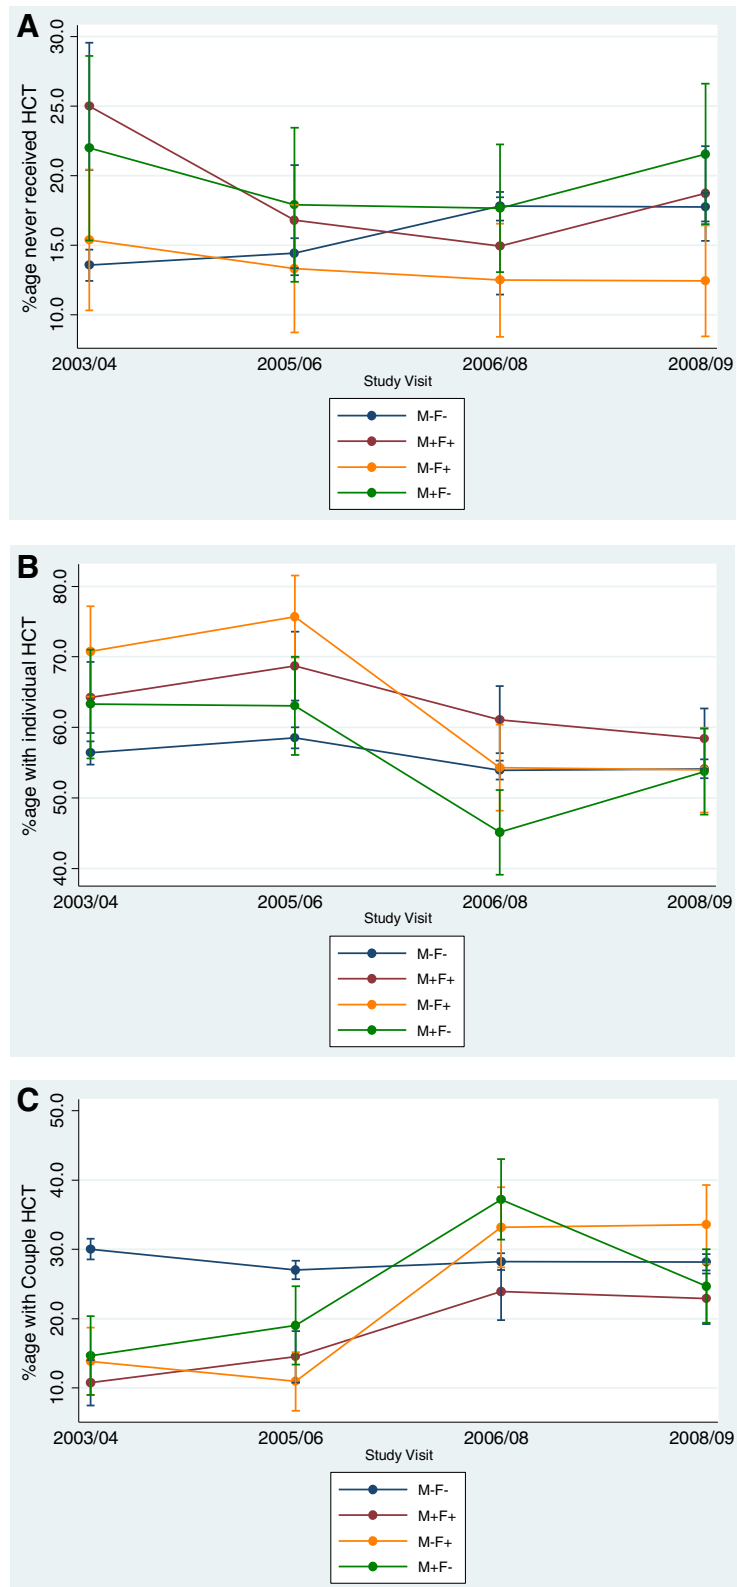 A
%age never received HCT
30.0
25.0
20.0
15.0
10.0
2003/04 2005/06 2006/08 2008/09
Study Visit
M-F-
M+F+
M-F+
M+F-
B
%age with individual HCT
80.0
70.0
60.0
50.0
40.0
2003/04 2005/06 2006/08 2008/09
Study Visit
M-F-
M+F+
M-F+
M+F-
C
%age with Couple HCT
50.0
40.0
30.0
20.0
10.0
2003/04 2005/06 2006/08 2008/09
Study Visit
M-F-
M+F+
M-F+
M+F-